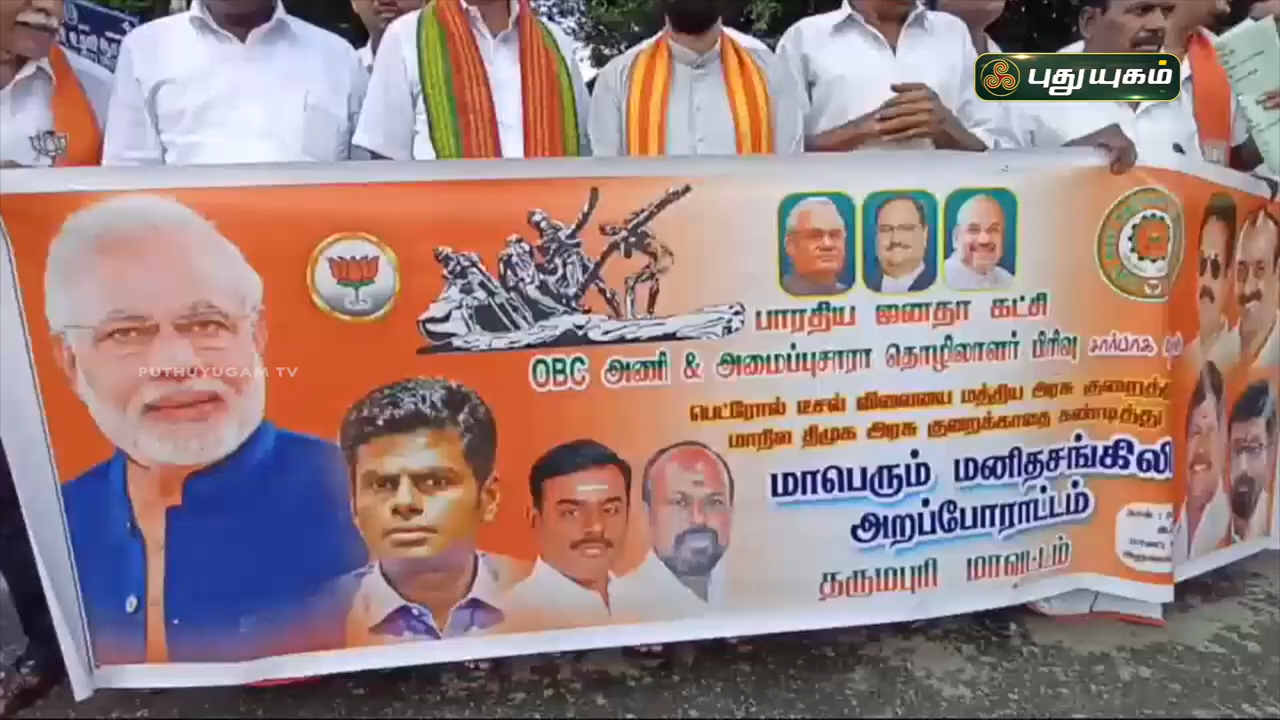 புதுயுகம்
PUTHUYUGAM TV
பாரதிய ஜனதா கட்சி
OBC அணி & அமைப்புசாரா தொழிலாளர் பிரிவு சார்பாக
பெட்ரோல் டீசல் விலையை மத்திய அரசு குறைத்து
மாநில திமுக அரசு குறைக்காதை கண்டித்து
மாபெரும் மனிதசங்கிலி
அறப்போராட்டம்
தருமபுரி மாவட்டம்
நாள் :